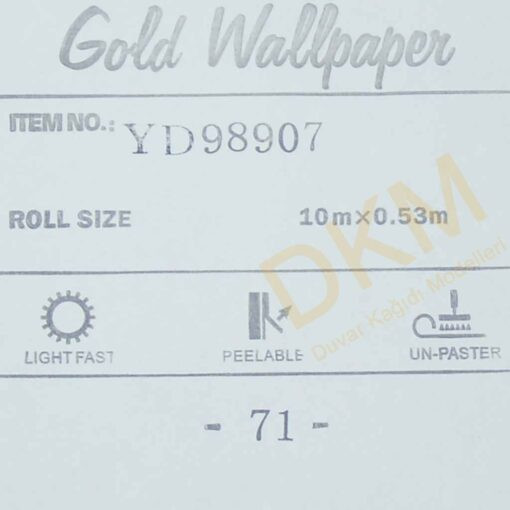 Gold Wallpaper
ITEM NO.: YD98907
ROLL SIZE 10m×0.53m
DKM
Duvar Kağıdı Modelleri
LIGHT FAST PEELABLE UN-PASTER
- 71 -